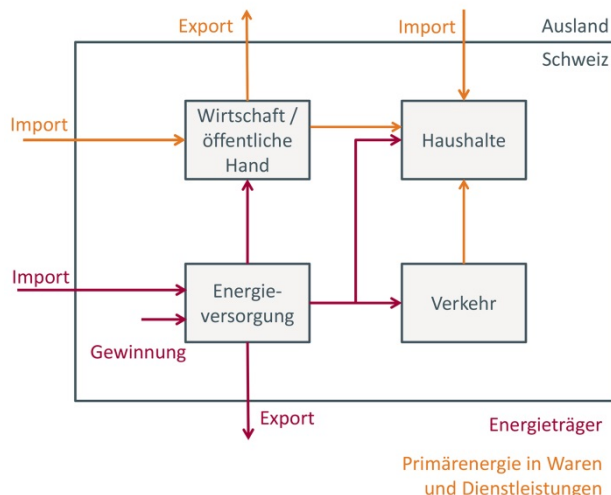 Export
Import
Ausland
Schweiz
Import
Wirtschaft /
öffentliche
Hand
Haushalte
Import
Energie-
versorgung
Verkehr
Gewinnung
Export
Energieträger
Primärenergie in Waren
und Dienstleistungen